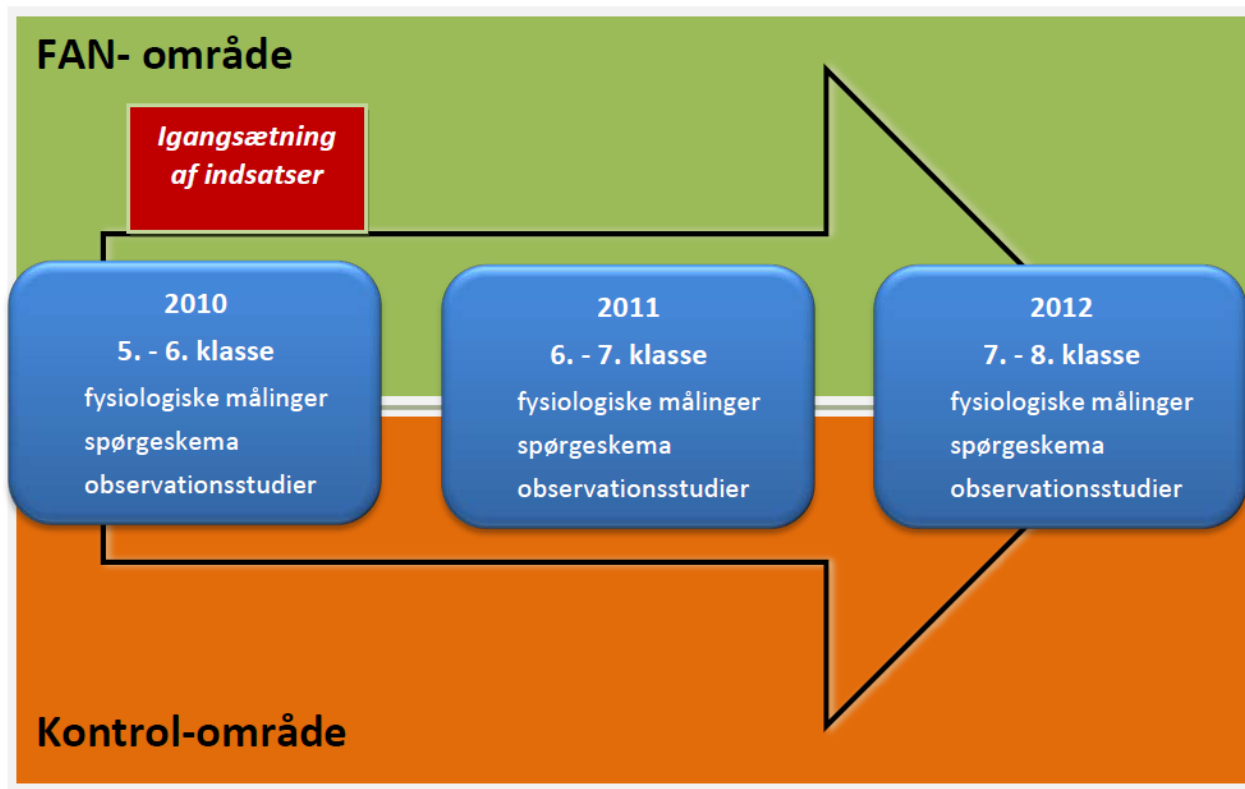 FAN- område
Igangsætning
af indsatser
2010
5. - 6. klasse
fysiologiske målinger
spørgeskema
observationsstudier
2011
6. - 7. klasse
fysiologiske målinger
spørgeskema
observationsstudier
2012
7. - 8. klasse
fysiologiske målinger
spørgeskema
observationsstudier
Kontrol-område